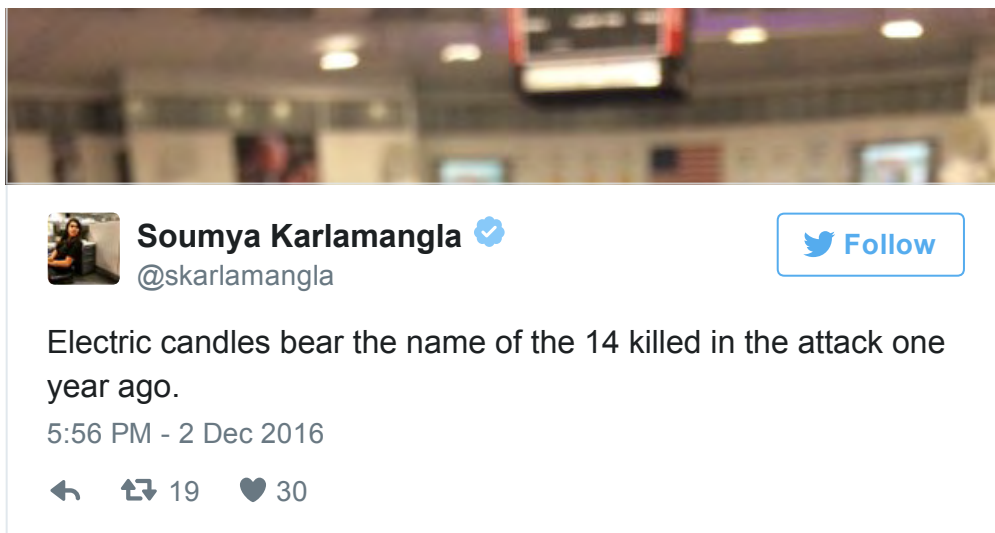 Soumya Karlamangla
@skarlamangla
Follow
Electric candles bear the name of the 14 killed in the attack one
year ago.
5:56 PM - 2 Dec 2016
19 30